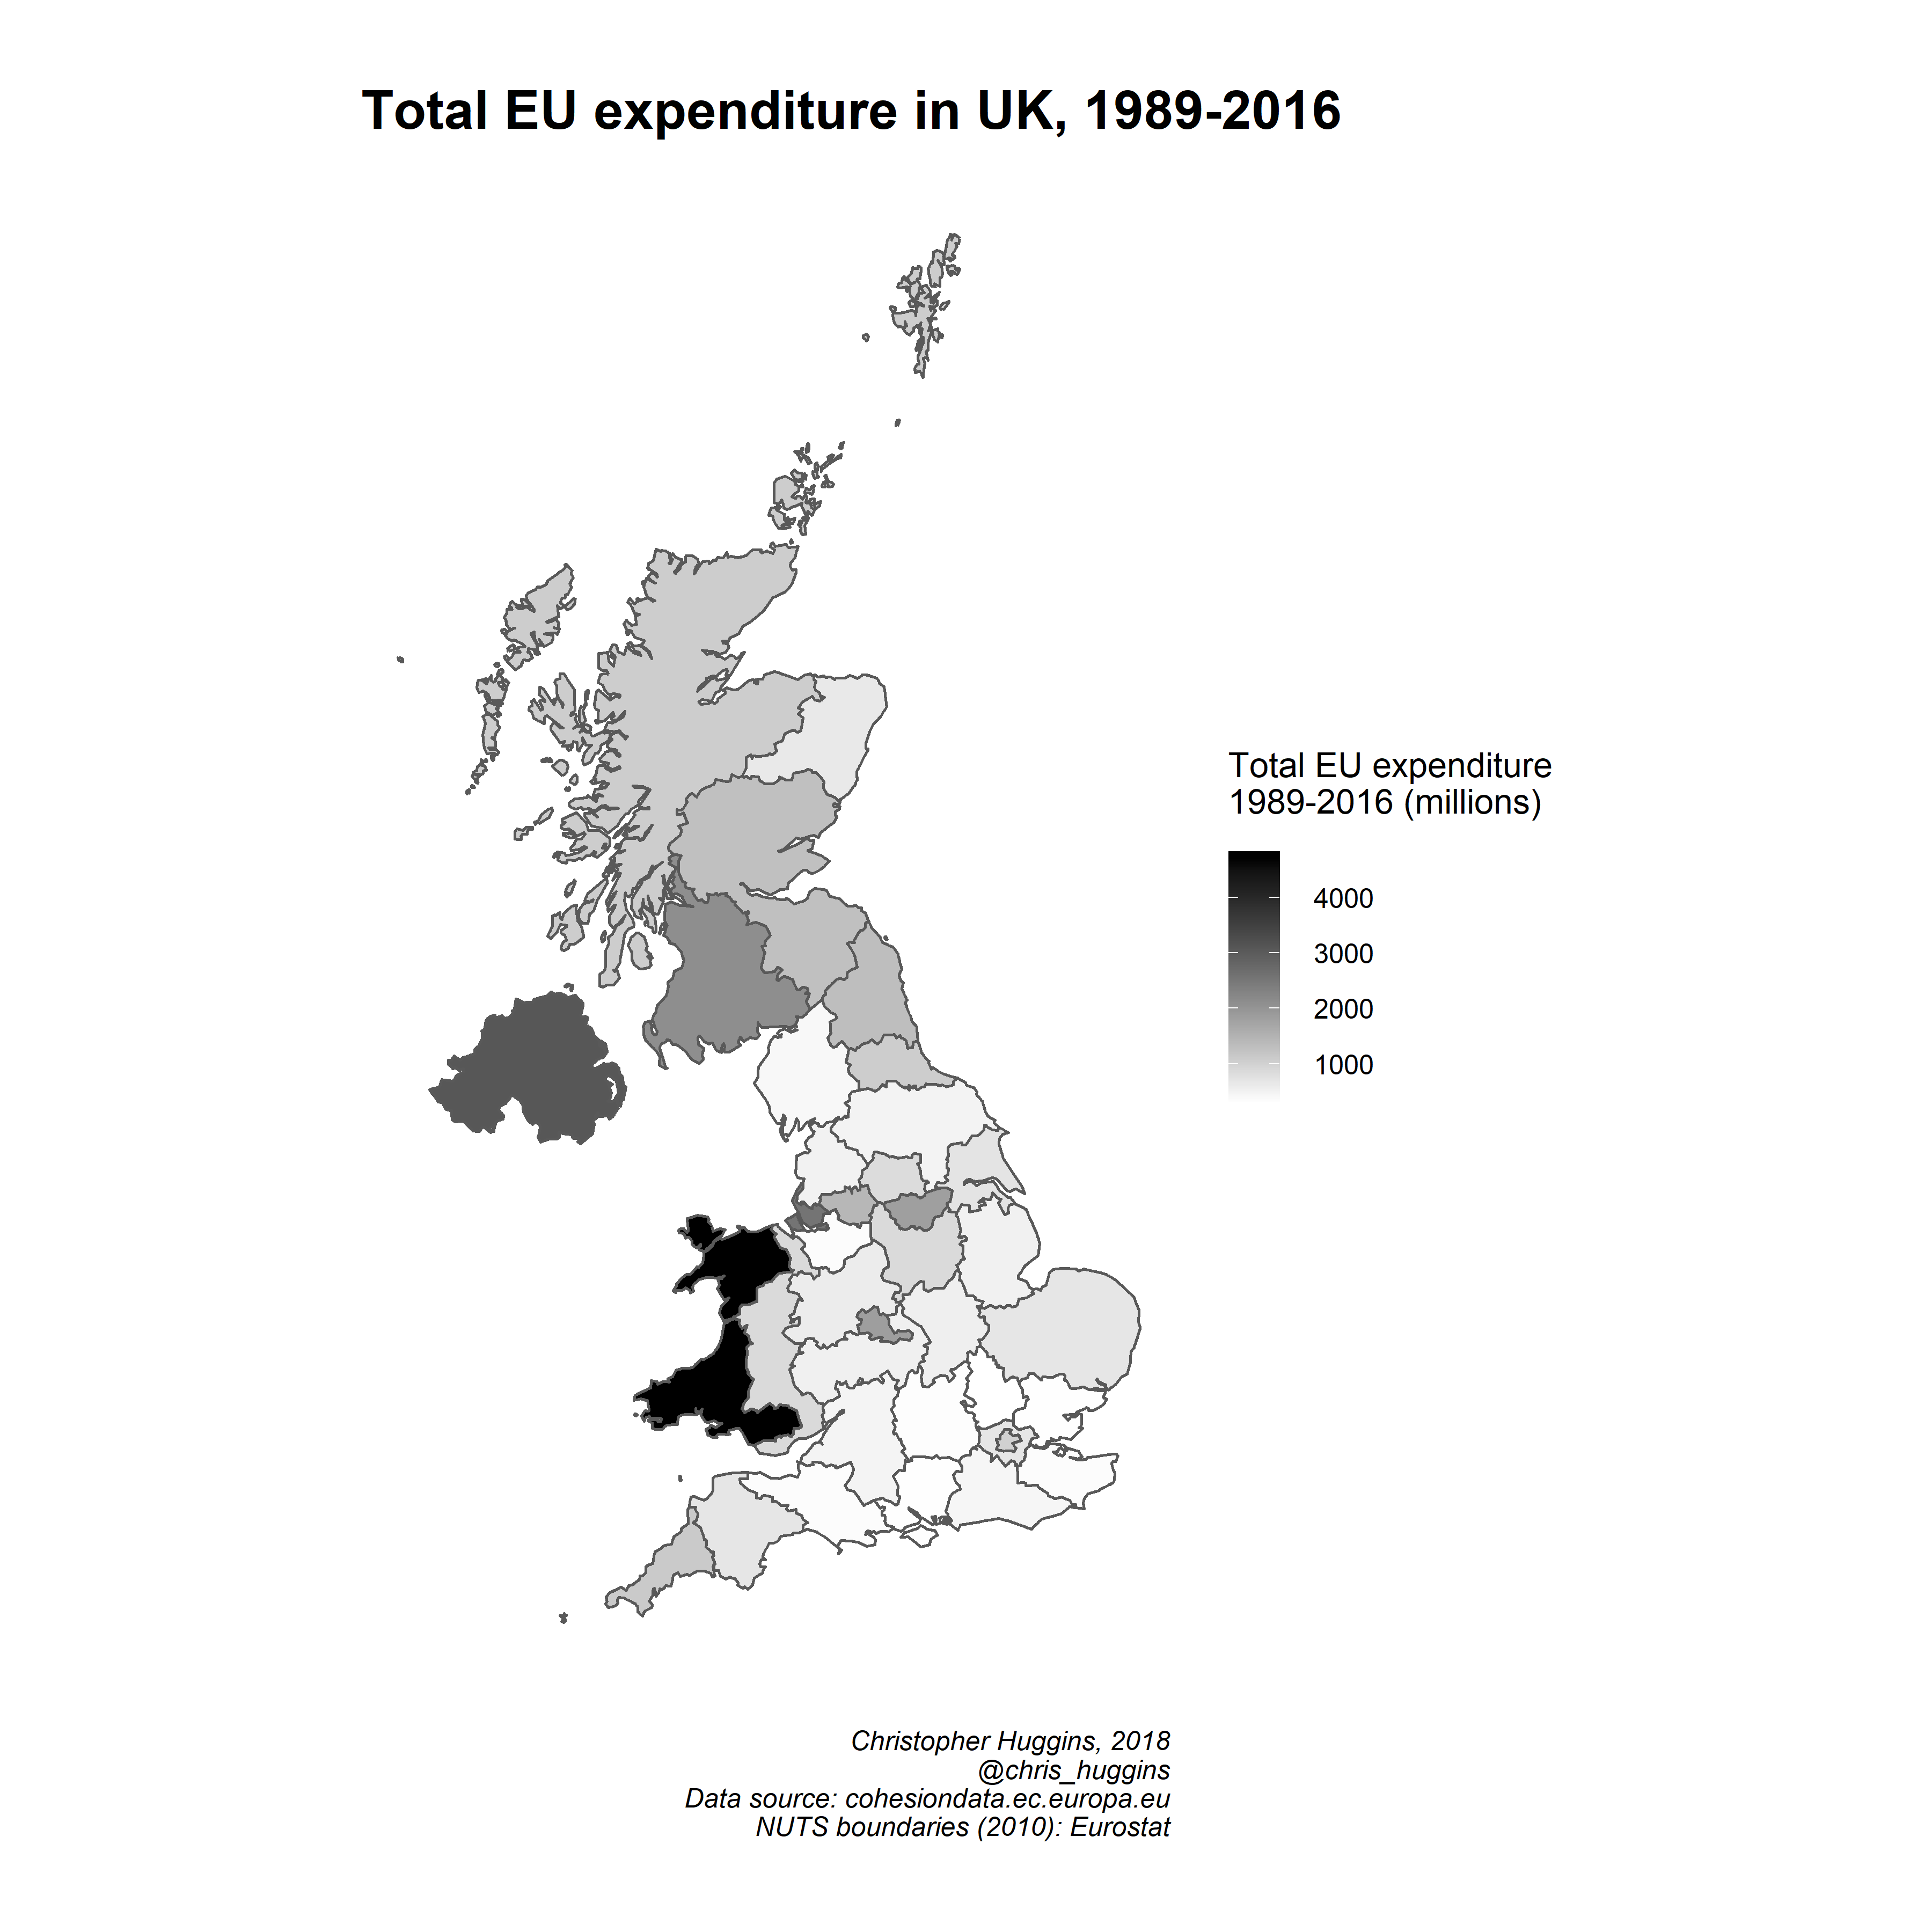 Total EU expenditure in UK, 1989-2016
Total EU expenditure
1989-2016 (millions)
4000
3000
2000
1000
Christopher Huggins, 2018
@chris_huggins
Data source: cohesiondata.ec.europa.eu
NUTS boundaries (2010): Eurostat